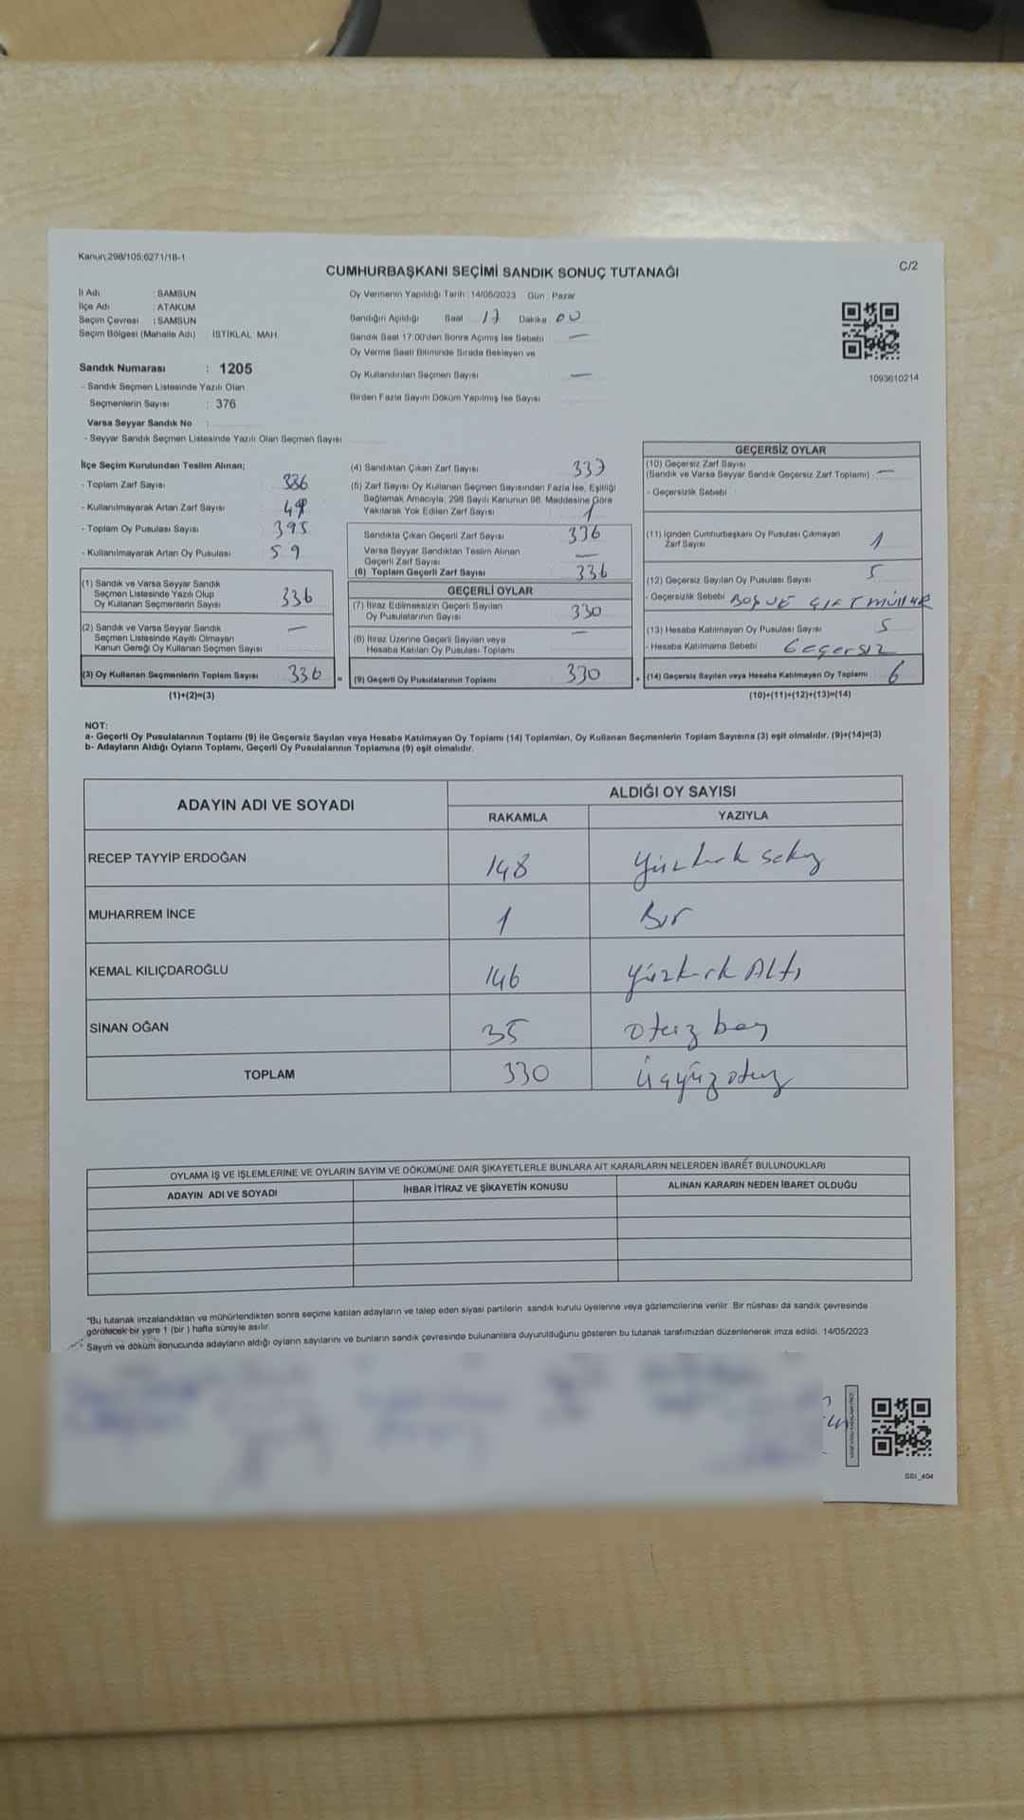 Kanun;298/105;6271/18-1
C/2
CUMHURBAŞKANI SEÇİMİ SANDIK SONUÇ TUTANAĞI
İl Adı : SAMSUN
İlçe Adı : ATAKUM
Seçim Çevresi : SAMSUN
Seçim Bölgesi (Mahalle Adı) İSTİKLAL MAH.
Oy Vermenin Yapıldığı Tarih :14/05/2023 Gün : Pazar
Sandığın Açıldığı Saat 17 Dakika 00
Sandık Saat 17:00'den Sonra Açımış İse Sebebi —
Oy Verme Saati Bitiminde Sırada Bekleyen ve
Oy Kullandırılan Seçmen Sayısı —
Birden Fazla Sayım Döküm Yapılmış İse Sayısı
1093610214
Sandık Numarası : 1205
- Sandık Seçmen Listesinde Yazılı Olan
Seçmenlerin Sayısı : 376
Varsa Seyyar Sandık No
- Seyyar Sandık Seçmen Listesinde Yazılı Olan Seçmen Sayısı
İlçe Seçim Kurulundan Teslim Alınan;
- Toplam Zarf Sayısı
- Kullanılmayarak Artan Zarf Sayısı
- Toplam Oy Pusulası Sayısı 395
- Kullanılmayarak Artan Oy Pusulası 59
(1) Sandık ve Varsa Seyyar Sandık
Seçmen Listesinde Yazılı Olup
Oy Kullanan Seçmenlerin Sayısı 336
(2) Sandık ve Varsa Seyyar Sandık
Seçmen Listesinde Kayıtlı Olmayan
Kanun Gereği Oy Kullanan Seçmen Sayısı —
(3) Oy Kullanan Seçmenlerin Toplam Sayısı 336 =
(1)+(2)=(3)
(4) Sandıktan Çıkan Zarf Sayısı 337
(5) Zarf Sayısı Oy Kullanan Seçmen Sayısından Fazla İse, Eşitliği
Sağlamak Amacıyla; 298 Sayılı Kanunun 98. Maddesine Göre
Yakılarak Yok Edilen Zarf Sayısı 1
Sandıkta Çıkan Geçerli Zarf Sayısı 336
Varsa Seyyar Sandıktan Teslim Alınan
Geçerli Zarf Sayısı —
(6) Toplam Geçerli Zarf Sayısı 336
GEÇERLİ OYLAR
(7) İtiraz Edilmeksizin Geçerli Sayılan
Oy Pusulalarının Sayısı 330
(8) İtiraz Üzerine Geçerli Sayılan veya
Hesaba Katılan Oy Pusulası Toplamı —
(9) Geçerli Oy Pusulalarının Toplamı 330 +
GEÇERSİZ OYLAR
(10) Geçersiz Zarf Sayısı
(Sandık ve Varsa Seyyar Sandık Geçersiz Zarf Toplamı) —
- Geçersizlik Sebebi
(11) İçinden Cumhurbaşkanı Oy Pusulası Çıkmayan
Zarf Sayısı 1
(12) Geçersiz Sayılan Oy Pusulası Sayısı 5
- Geçersizlik Sebebi BOŞ VE ÇİFT MÜHÜR
(13) Hesaba Katılmayan Oy Pusulası Sayısı 5
- Hesaba Katılmama Sebebi Geçersiz
(14) Geçersiz Sayılan veya Hesaba Katılmayan Oy Toplamı 6
(10)+(11)+(12)+(13)=(14)
NOT:
a- Geçerli Oy Pusulalarının Toplamı (9) ile Geçersiz Sayılan veya Hesaba Katılmayan Oy Toplamı (14) Toplamları, Oy Kullanan Seçmenlerin Toplam Sayısına (3) eşit olmalıdır. (9)+(14)=(3)
b- Adayların Aldığı Oyların Toplamı, Geçerli Oy Pusulalarının Toplamına (9) eşit olmalıdır.
ADAYIN ADI VE SOYADI ALDIĞI OY SAYISI
RAKAMLA YAZIYLA
RECEP TAYYİP ERDOĞAN 148 yüzkırk sekiz
MUHARREM İNCE 1 Bir
KEMAL KILIÇDAROĞLU 146 yüzkırk Altı
SİNAN OĞAN 35 otuz beş
TOPLAM 330 üçyüz otuz
OYLAMA İŞ VE İŞLEMLERİNE VE OYLARIN SAYIM VE DÖKÜMÜNE DAİR ŞİKAYETLERLE BUNLARA AİT KARARLARIN NELERDEN İBARET BULUNDUKLARI
ADAYIN ADI VE SOYADI İHBAR İTİRAZ VE ŞİKAYETİN KONUSU ALINAN KARARIN NEDEN İBARET OLDUĞU
"Bu tutanak imzalandıktan ve mühürlendikten sonra seçime katılan adayların ve talep eden siyasi partilerin sandık kurulu üyelerine veya gözlemcilerine verilir. Bir nüshası da sandık çevresinde
görülecek bir yere 1 (bir ) hafta süreyle asılır.
Sayım ve döküm sonucunda adayların aldığı oyların sayılarını ve bunların sandık çevresinde bulunanlara duyurulduğunu gösteren bu tutanak tarafımızdan düzenlenerek imza edildi. 14/05/2023